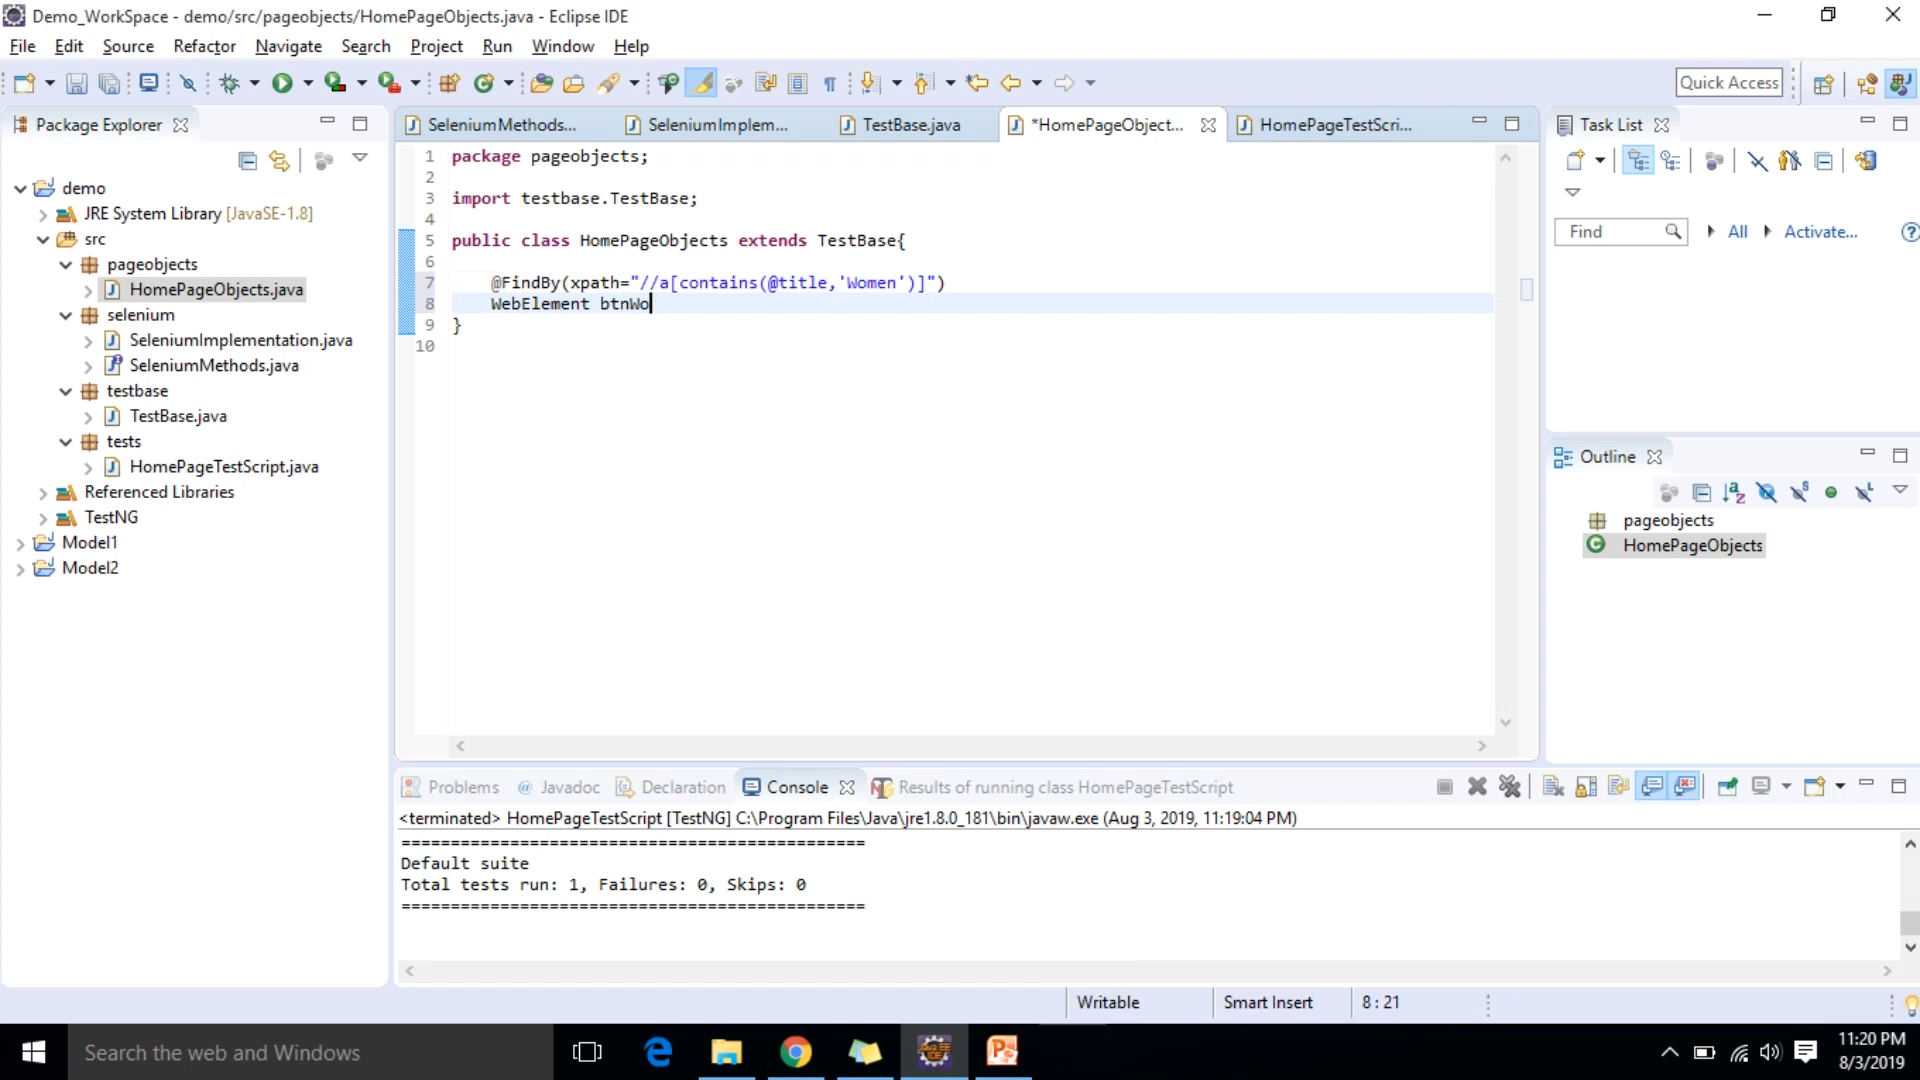 Demo_WorkSpace - demo/src/pageobjects/HomePageObjects.java - Eclipse IDE
File Edit Source Refactor Navigate Search Project Run Window Help
Quick Access
Package Explorer
demo
JRE System Library [JavaSE-1.8]
src
pageobjects
HomePageObjects.java
selenium
SeleniumImplementation.java
SeleniumMethods.java
testbase
TestBase.java
tests
HomePageTestScript.java
Referenced Libraries
TestNG
Model1
Model2
SeleniumMethods... SeleniumImplem... TestBase.java *HomePageObject... HomePageTestScri...
1 package pageobjects;
2
3 import testbase.TestBase;
4
5 public class HomePageObjects extends TestBase{
6
7 @FindBy(xpath="//a[contains(@title,'Women')]")
8 WebElement btnWo
9 }
10
Task List
Find All Activate...
Outline
pageobjects
HomePageObjects
Problems @ Javadoc Declaration Console Results of running class HomePageTestScript
<terminated> HomePageTestScript [TestNG] C:\Program Files\Java\jre1.8.0_181\bin\javaw.exe (Aug 3, 2019, 11:19:04 PM)
===============================================
Default suite
Total tests run: 1, Failures: 0, Skips: 0
===============================================
Writable Smart Insert 8 : 21
Search the web and Windows
11:20 PM
8/3/2019